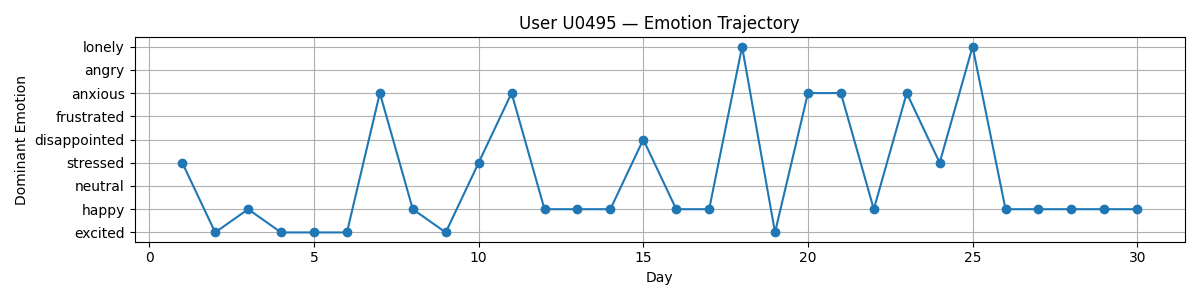 User U0495 — Emotion Trajectory
Dominant Emotion
lonely
angry
anxious
frustrated
disappointed
stressed
neutral
happy
excited
0 5 10 15 20 25 30
Day